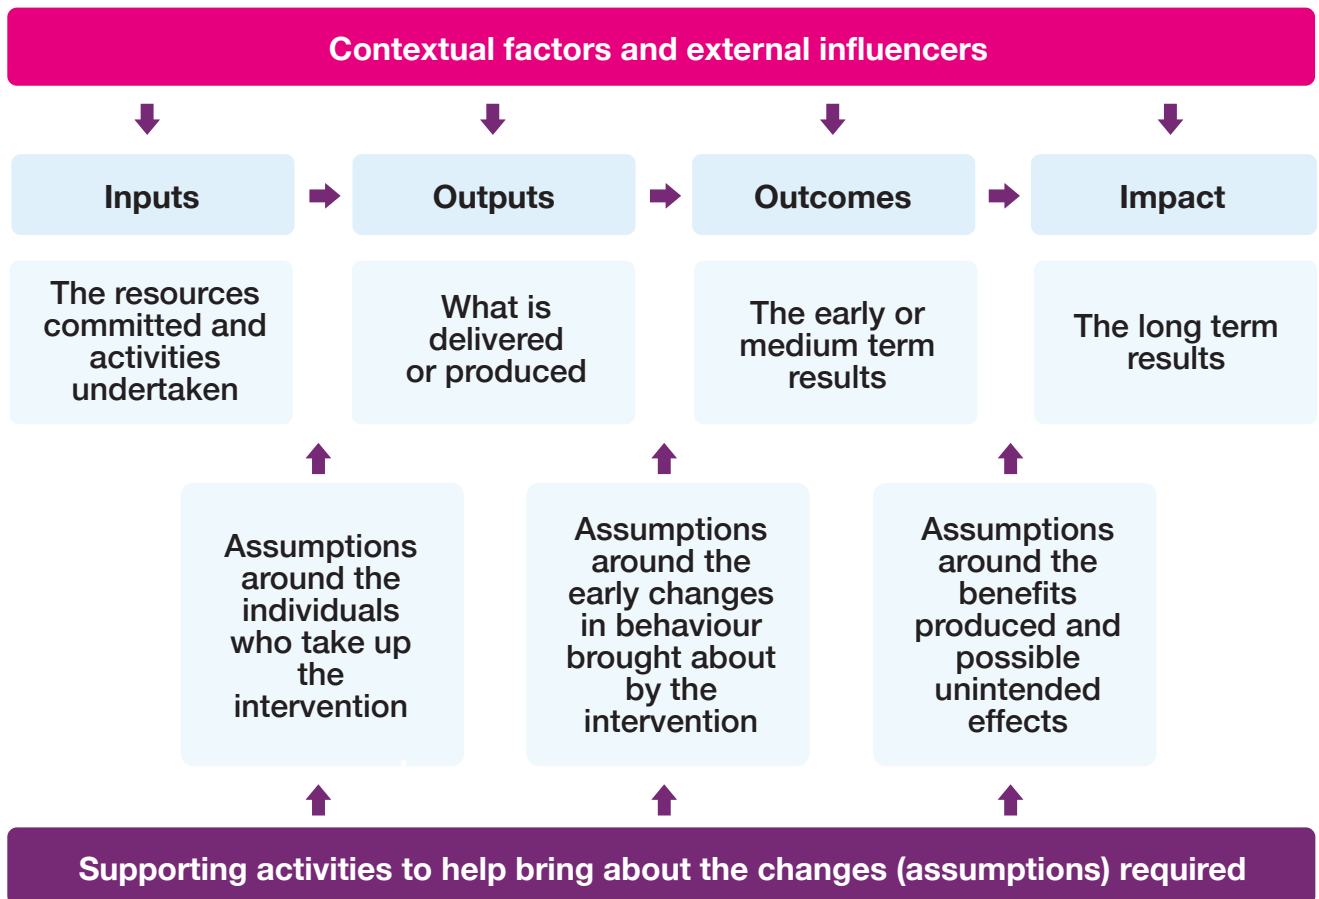 Contextual factors and external influencers
Inputs
Outputs
Outcomes
Impact
The resources
committed and
activities
undertaken
What is
delivered
or produced
The early or
medium term
results
The long term
results
Assumptions
around the
individuals
who take up
the
intervention
Assumptions
around the
early changes
in behaviour
brought about
by the
intervention
Assumptions
around the
benefits
produced and
possible
unintended
effects
Supporting activities to help bring about the changes (assumptions) required